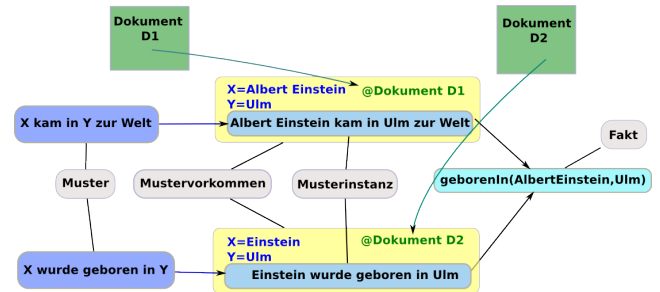 Dokument
D1
Dokument
D2
X=Albert Einstein
Y=Ulm
@Dokument D1
X kam in Y zur Welt
Albert Einstein kam in Ulm zur Welt
Fakt
Muster
Mustervorkommen
Musterinstanz
geborenIn(AlbertEinstein,Ulm)
X=Einstein
Y=Ulm
@Dokument D2
X wurde geboren in Y
Einstein wurde geboren in Ulm